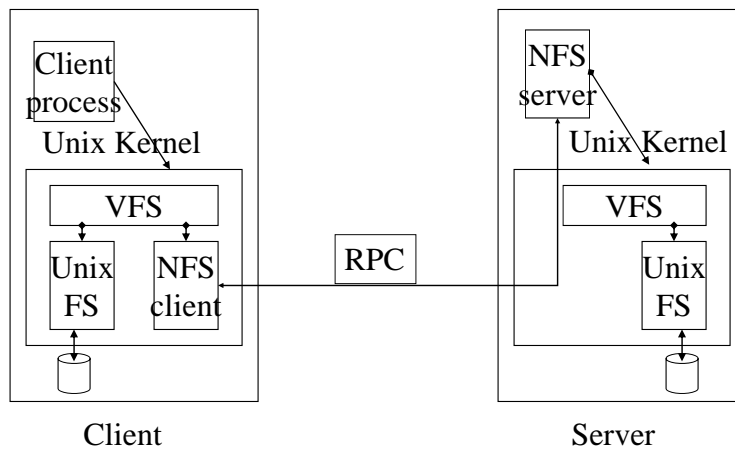 Client
process
Unix Kernel
VFS
Unix
FS
NFS
client
RPC
NFS
server
Unix Kernel
VFS
Unix
FS
Client
Server